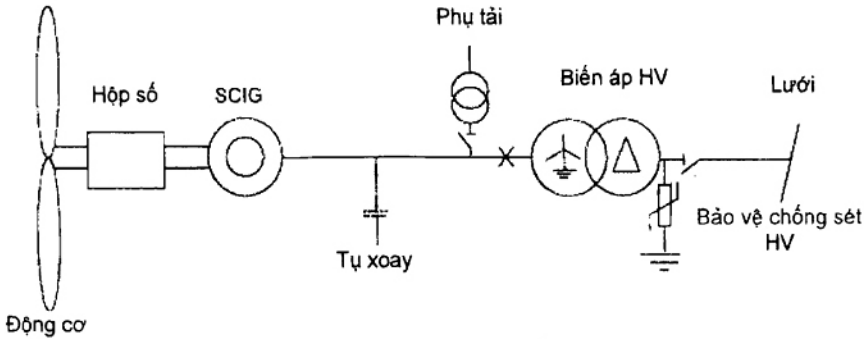 Phụ tải
Hộp số
SCIG
Biến áp HV
Lưới
Tụ xoay
Bảo vệ chống sét
HV
Động cơ